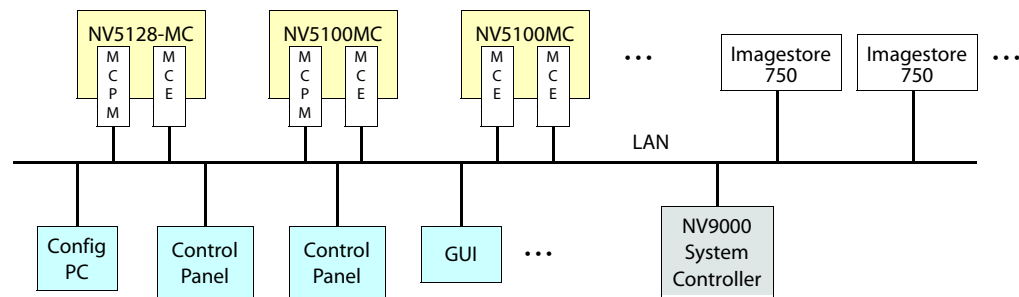 NV5128-MC
M
C
P
M
M
C
E
NV5100MC
M
C
P
M
M
C
E
NV5100MC
M
C
E
M
C
E
...
Imagestore
750
Imagestore
750
...
LAN
Config
PC
Control
Panel
Control
Panel
GUI
...
NV9000
System
Controller